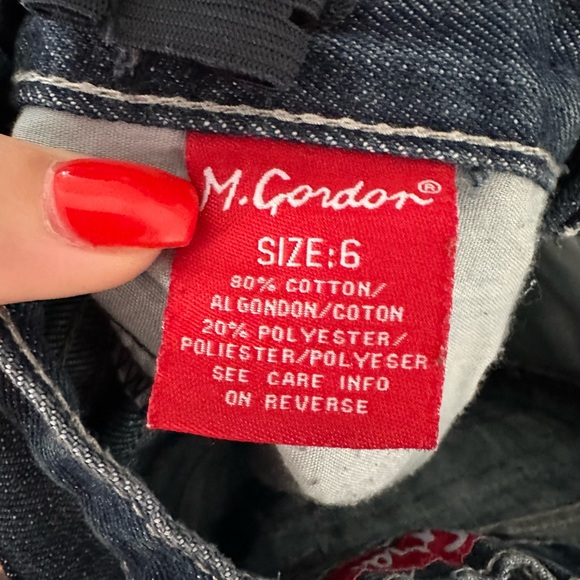 M. Gordon®
SIZE:6
80% COTTON/
ALGONDON/COTON
20% POLYESTER/
POLIESTER/POLYESER
SEE CARE INFO
ON REVERSE